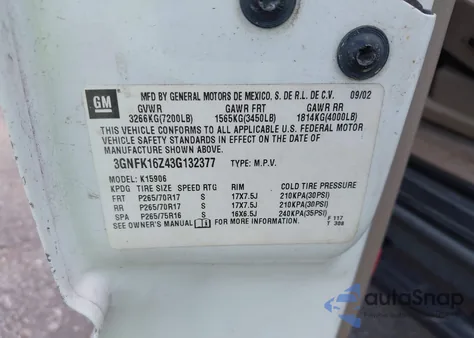 GM
MFD BY GENERAL MOTORS DE MEXICO, S. DE R.L. DE C.V. 09/02
GVWR GAWR FRT GAWR RR
3266KG(7200LB) 1565KG(3450LB) 1814KG(4000LB)
THIS VEHICLE CONFORMS TO ALL APPLICABLE U.S. FEDERAL MOTOR
VEHICLE SAFETY STANDARDS IN EFFECT ON THE DATE OF
MANUFACTURE SHOWN ABOVE.
3GNFK16Z43G132377 TYPE: M.P.V.
MODEL: K15906
KPDG TIRE SIZE SPEED RTG RIM COLD TIRE PRESSURE
FRT P265/70R17 S 17X7.5J 210KPA(30PSI)
RR P265/70R17 S 17X7.5J 210KPA(30PSI)
SPA P265/75R16 S 16X6.5J 240KPA(35PSI)
F 117
SEE OWNER'S MANUAL FOR MORE INFORMATION. T 308
autoSnap